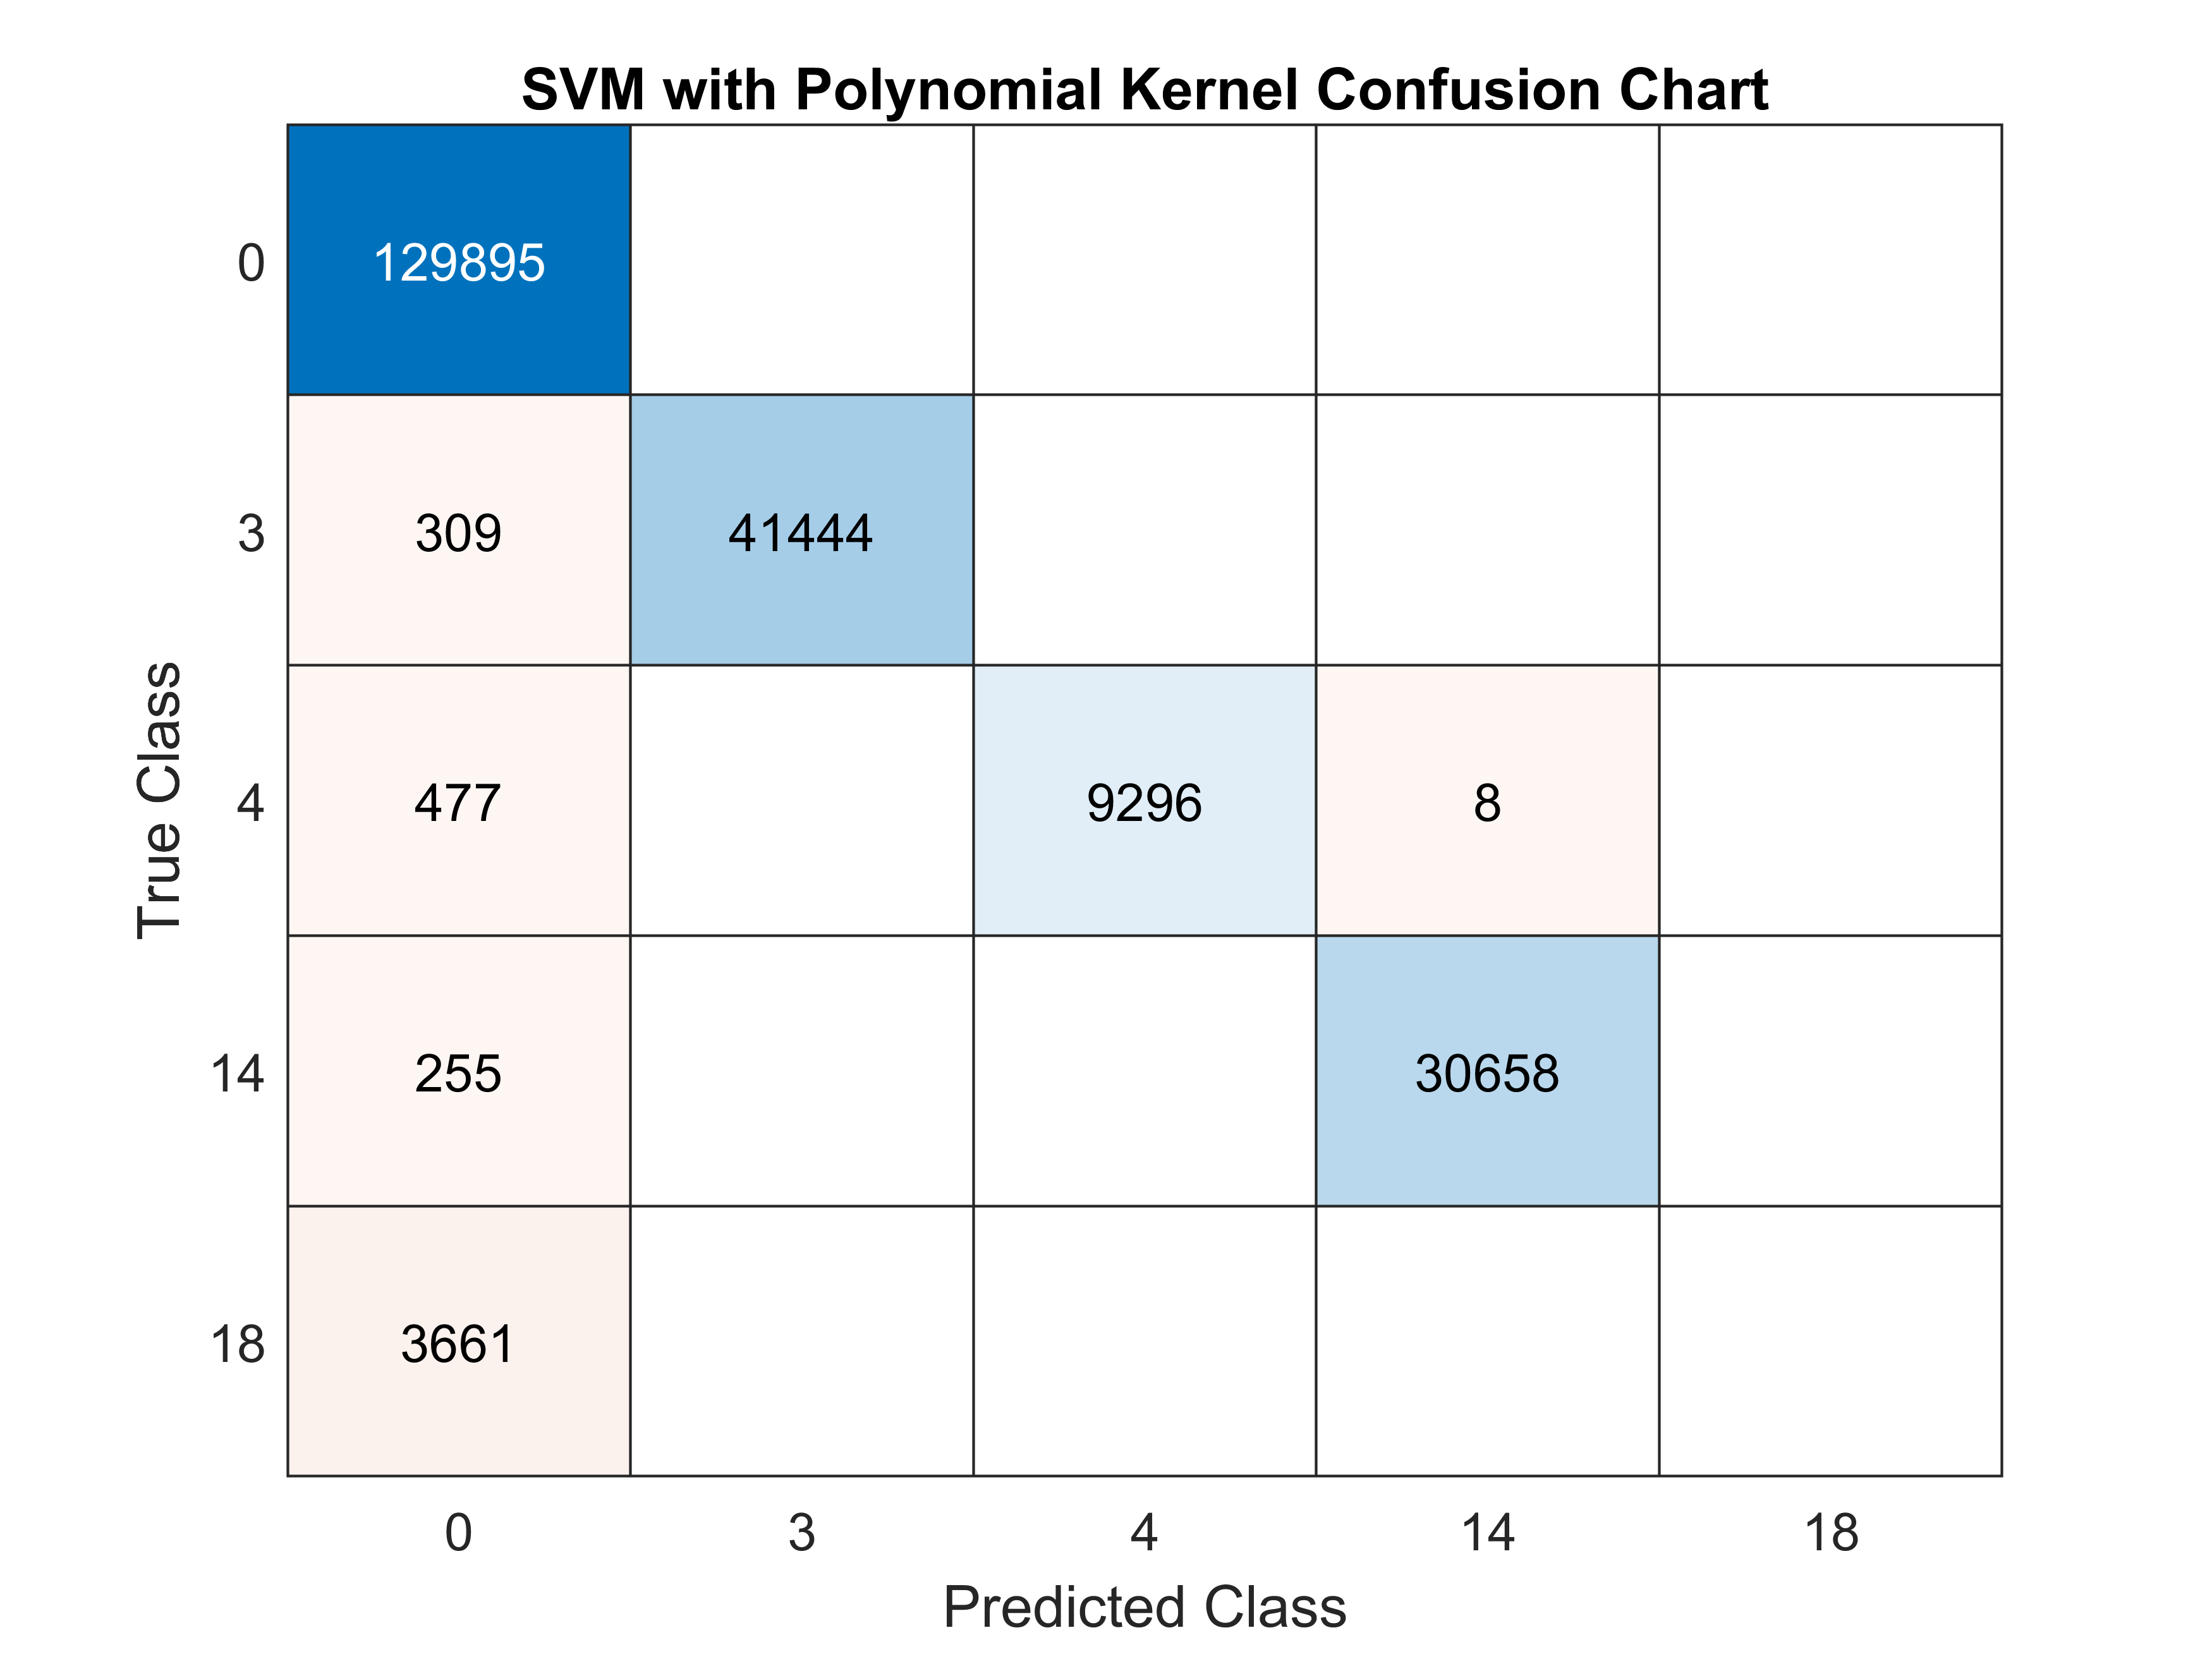 SVM with Polynomial Kernel Confusion Chart
0 129895
3 309 41444
4 477 9296 8
14 255 30658
18 3661
0 3 4 14 18
True Class
Predicted Class